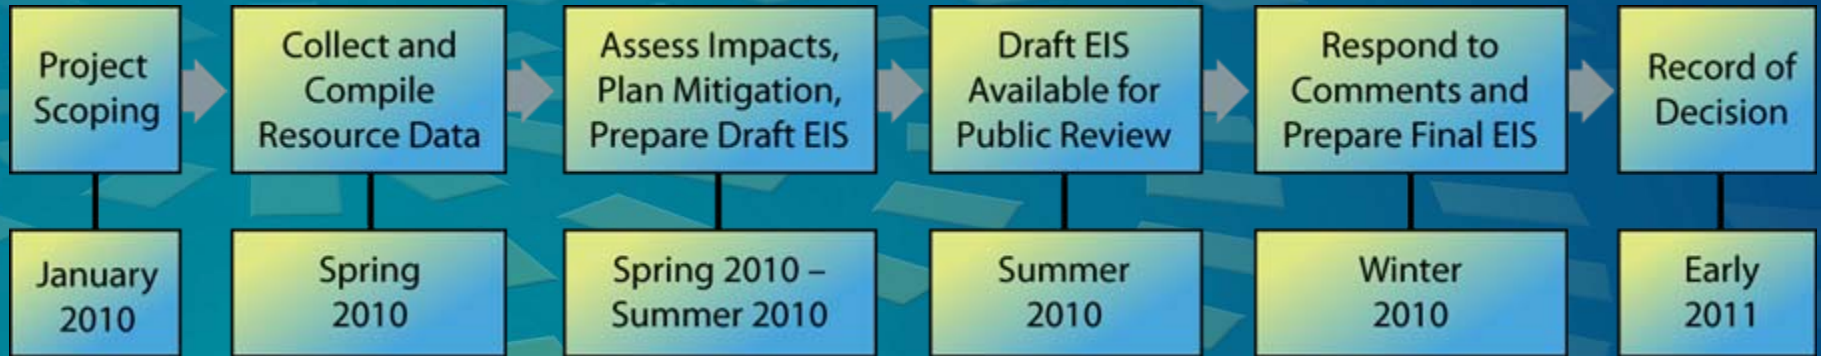 Project
Scoping
Collect and
Compile
Resource Data
Assess Impacts,
Plan Mitigation,
Prepare Draft EIS
Draft EIS
Available for
Public Review
Respond to
Comments and
Prepare Final EIS
Record of
Decision
January
2010
Spring
2010
Spring 2010 –
Summer 2010
Summer
2010
Winter
2010
Early
2011